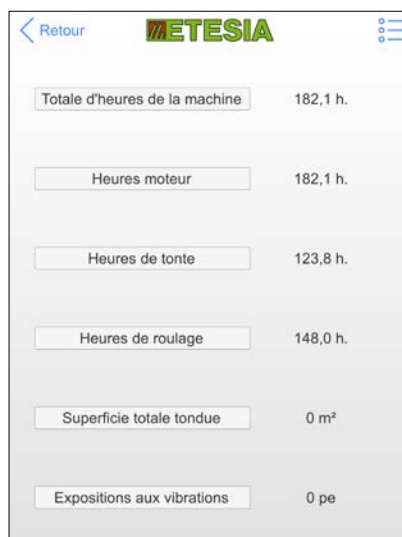 Retour
ETESIA
Totale d'heures de la machine 182,1 h.
Heures moteur 182,1 h.
Heures de tonte 123,8 h.
Heures de roulage 148,0 h.
Superficie totale tondue 0 m²
Expositions aux vibrations 0 pe